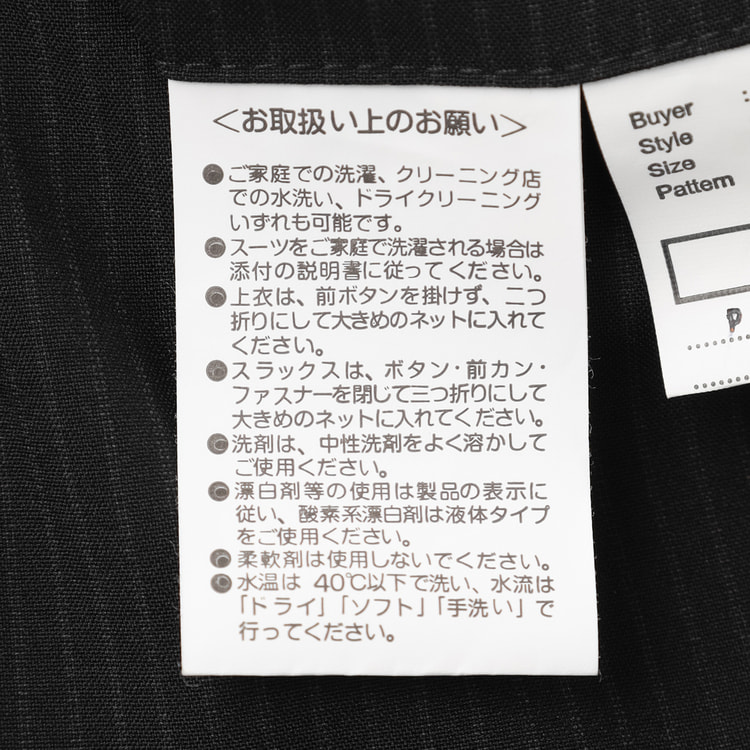 <お取扱い上のお願い>
●ご家庭での洗濯、クリーニング店
での水洗い、ドライクリーニング
いずれも可能です。
●スーツをご家庭で洗濯される場合は
添付の説明書に従ってください。
●上衣は、前ボタンを掛けず、二つ
折りにして大きめのネットに入れて
ください。
●スラックスは、ボタン・前カン・
ファスナーを閉じて三つ折りにして
大きめのネットに入れてください。
●洗剤は、中性洗剤をよく溶かして
ご使用ください。
●漂白剤等の使用は製品の表示に
従い、酸素系漂白剤は液体タイプ
をご使用ください。
●柔軟剤は使用しないでください。
●水温は 40℃以下で洗い、水流は
「ドライ」「ソフト」「手洗い」で
行ってください。
Buyer :
Style
Size
Pattern
P